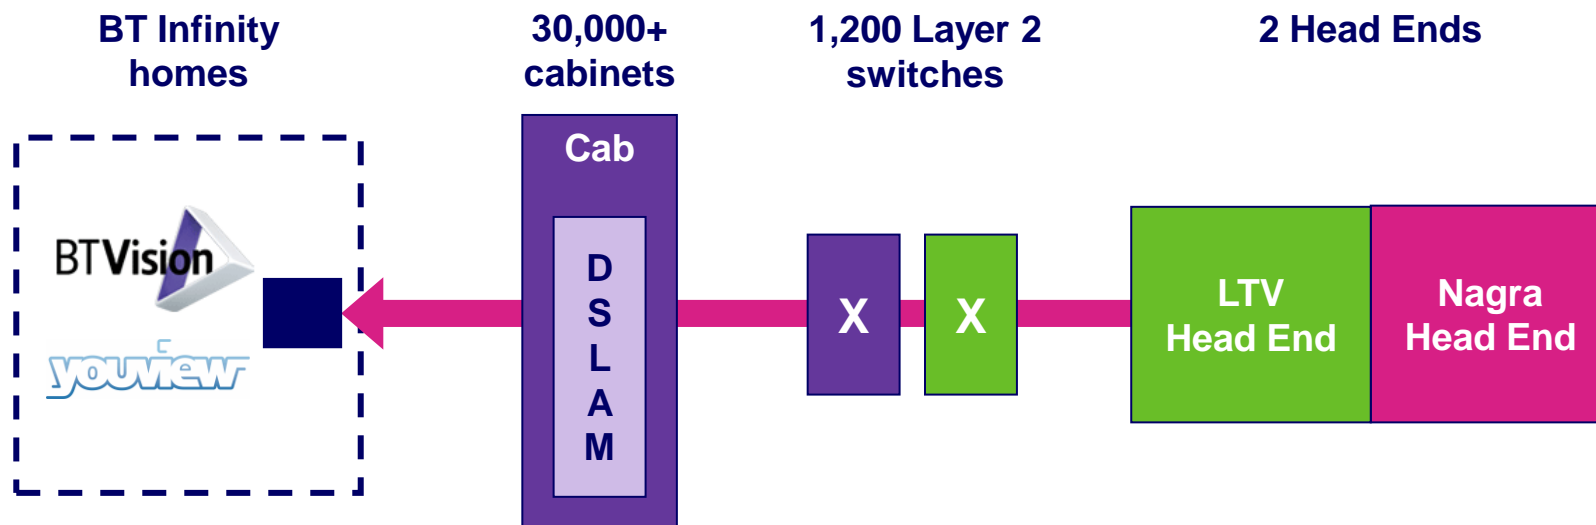 BT Infinity
homes
30,000+
cabinets
1,200 Layer 2
switches
2 Head Ends
Cab
D
S
L
A
M
BTVision
youview
X
X
LTV
Head End
Nagra
Head End